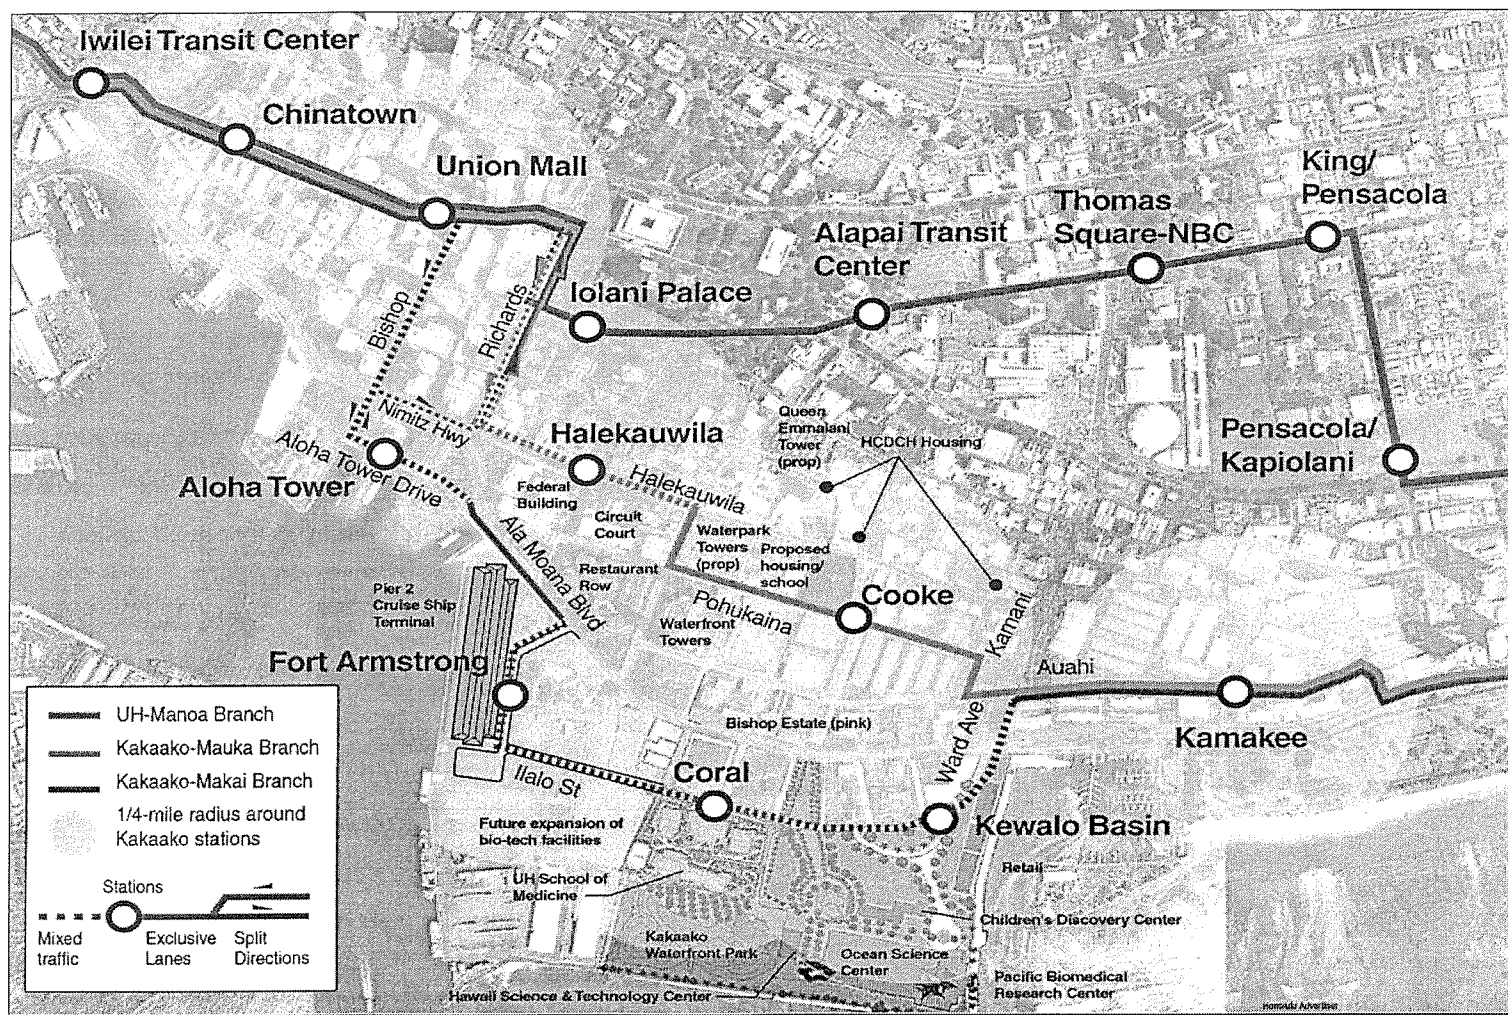 Iwilei Transit Center
Chinatown
Union Mall
King/
Pensacola
Thomas
Square-NBC
Alapai Transit
Center
Iolani Palace
Bishop
Richards
Nimitz Hwy
Aloha Tower Drive
Aloha Tower
Halekauwila
Halekauwila
Queen
Emmalani
Tower
(prop)
HCDCH Housing
Pensacola/
Kapiolani
Federal
Building
Circuit
Court
Waterpark
Towers
(prop)
Proposed
housing/
school
Ala Moana Blvd
Restaurant
Row
Pier 2
Cruise Ship
Terminal
Pohukaina
Waterfront
Towers
Cooke
Kamani
Auahi
Fort Armstrong
Bishop Estate (pink)
Ward Ave
Kamakee
Ilalo St
Coral
Kewalo Basin
Future expansion of
bio-tech facilities
Retail
UH School of
Medicine
Children's Discovery Center
Kakaako
Waterfront Park
Ocean Science
Center
Hawaii Science & Technology Center
Pacific Biomedical
Research Center
Honolulu Advertiser
UH-Manoa Branch
Kakaako-Mauka Branch
Kakaako-Makai Branch
1/4-mile radius around
Kakaako stations
Stations
Mixed
traffic
Exclusive
Lanes
Split
Directions